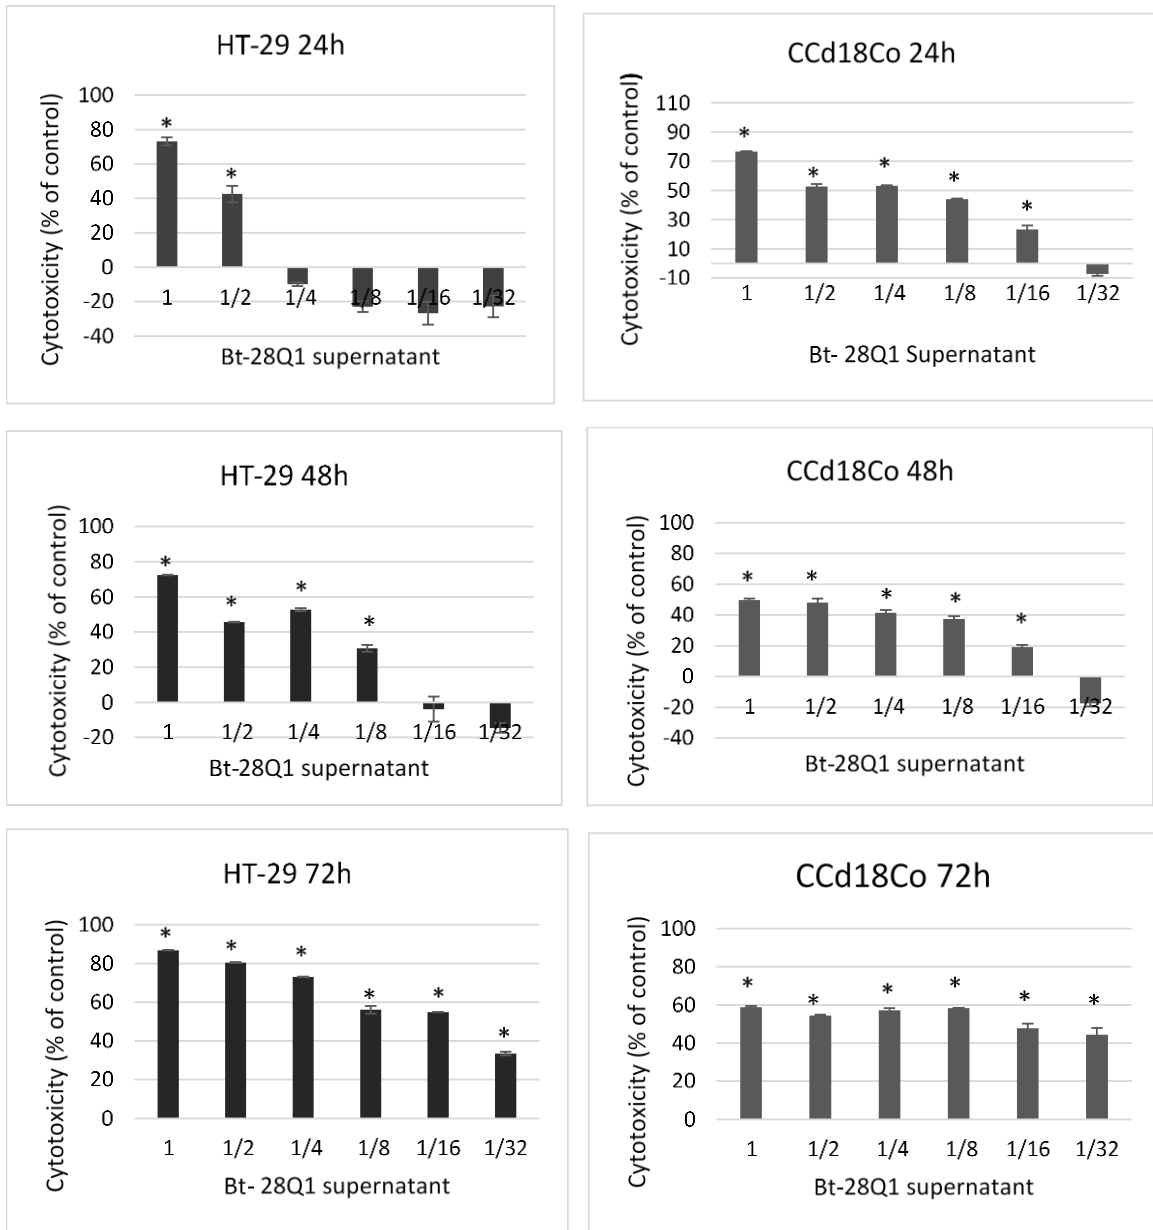 HT-29 24h
Cytotoxicity (% of control)
100
80
60
40
20
0
-20
-40
* *
1 1/2 1/4 1/8 1/16 1/32
Bt-28Q1 supernatant
CCd18Co 24h
Cytotoxicity (% of control)
110
90
70
50
30
10
-10
* * * * *
1 1/2 1/4 1/8 1/16 1/32
Bt- 28Q1 Supernatant
HT-29 48h
Cytotoxicity (% of control)
100
80
60
40
20
0
-20
* * * *
1 1/2 1/4 1/8 1/16 1/32
Bt-28Q1 supernatant
CCd18Co 48h
Cytotoxicity (% of control)
100
80
60
40
20
0
-20
-40
* * * * *
1 1/2 1/4 1/8 1/16 1/32
Bt-28Q1 supernatant
HT-29 72h
Cytotoxicity (% of control)
100
80
60
40
20
0
* * * * * *
1 1/2 1/4 1/8 1/16 1/32
Bt- 28Q1 supernatant
CCd18Co 72h
Cytotoxicity (% of control)
100
80
60
40
20
0
* * * * * *
1 1/2 1/4 1/8 1/16 1/32
Bt-28Q1 supernatant